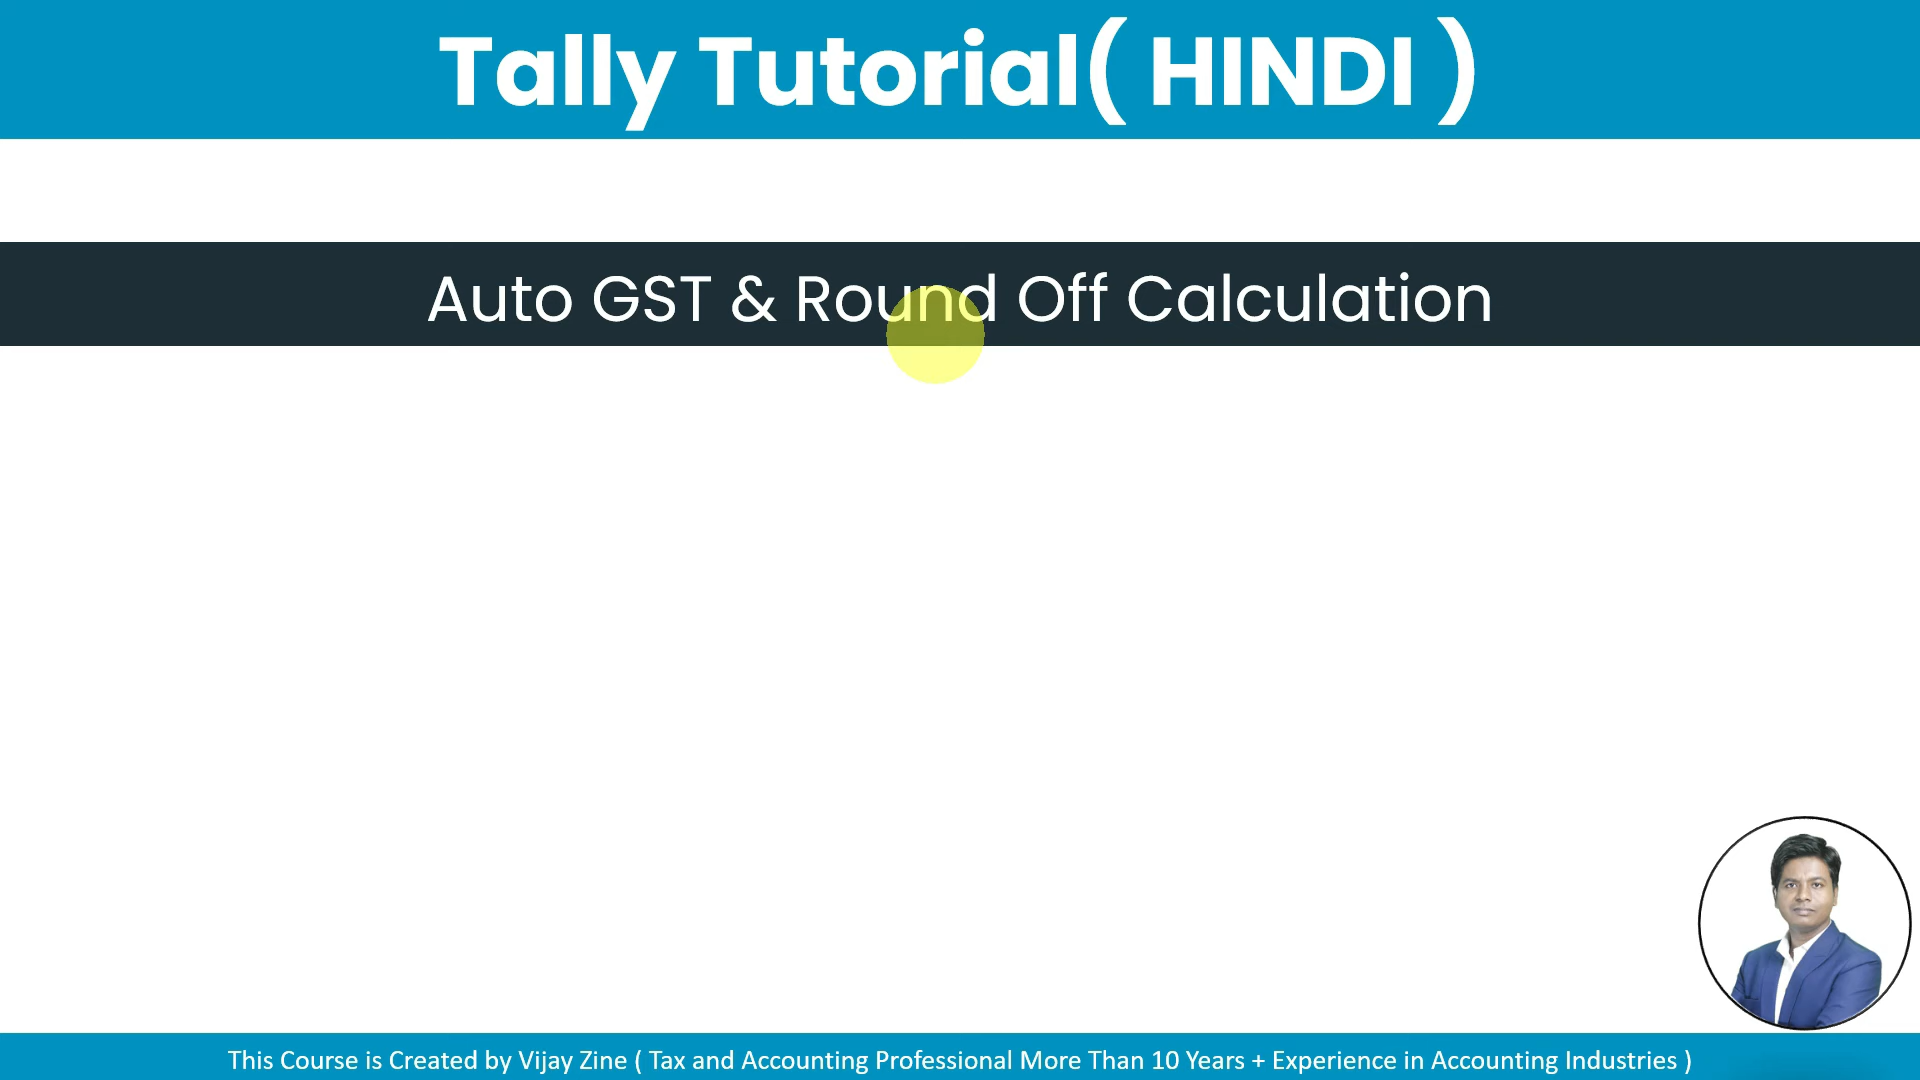 Tally Tutorial( HINDI )
Auto GST & Round Off Calculation
This Course is Created by Vijay Zine ( Tax and Accounting Professional More Than 10 Years + Experience in Accounting Industries )